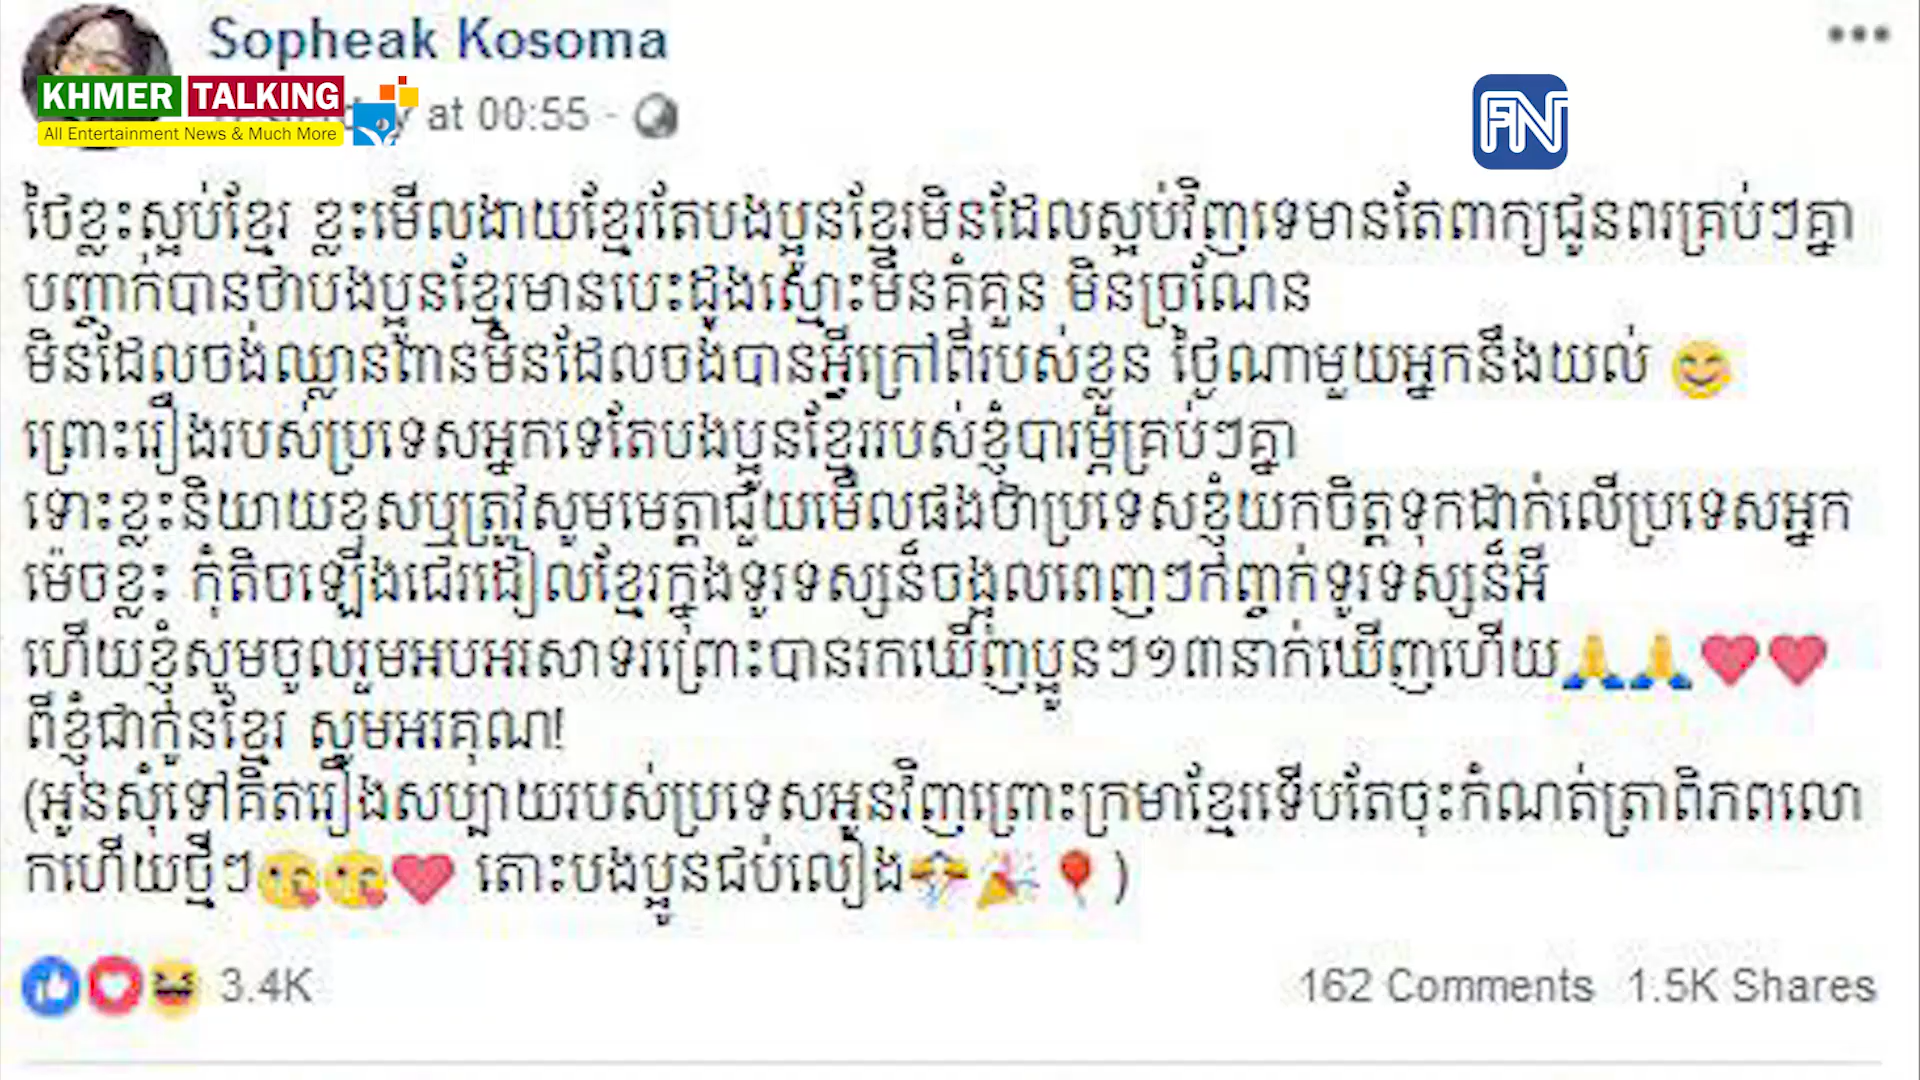 Sopheak Kosoma
KHMER TALKING
at 00:55
All Entertainment News & Much More
FN
ថៃខ្លះស្អប់ខ្មែរ ខ្លះមើលងាយខ្មែរតែបងប្អូនខ្មែរមិនដែលស្អប់វិញទេមានតែពាក្យជូនពរគ្រប់ៗគ្នា
បញ្ជាក់បានថាបងប្អូនខ្មែរមានបេះដូងស្មោះមិនគុំគួន មិនច្រណែន
មិនដែលចង់ឈ្លានពានមិនដែលចង់បានអ្វីក្រៅពីរបស់ខ្លួន ថ្ងៃណាមួយអ្នកនឹងយល់ 😊
ព្រោះរឿងរបស់ប្រទេសអ្នកទេតែបងប្អូនខ្មែររបស់ខ្ញុំបារម្ភគ្រប់ៗគ្នា
ទោះខ្លះនិយាយខុសឬត្រូវសូមមេត្តាជួយមើលផងថាប្រទេសខ្ញុំយកចិត្តទុកដាក់លើប្រទេសអ្នក
ម៉េចខ្លះ កុំតិចឡើងជេរដៀលខ្មែរក្នុងទូរទស្សន៏ចង្អុលពេញៗកញ្ចក់ទូរទស្សន៏អី
ហើយខ្ញុំសូមចូលរួមអបអរសាទរព្រោះបានរកឃើញប្អូនៗ១៣នាក់ឃើញហើយ🙏🙏❤❤
ពីខ្ញុំជាកូនខ្មែរ សូមអរគុណ!
(អូនសុំទៅគិតរឿងសប្បាយរបស់ប្រទេសអូនវិញព្រោះក្រមាខ្មែរទើបតែចុះកំណត់ត្រាពិភពលោ
កហើយថ្មីៗ😘😘❤ តោះបងប្អូនជប់លៀង🎊🎉🎈)
3.4K
162 Comments 1.5K Shares